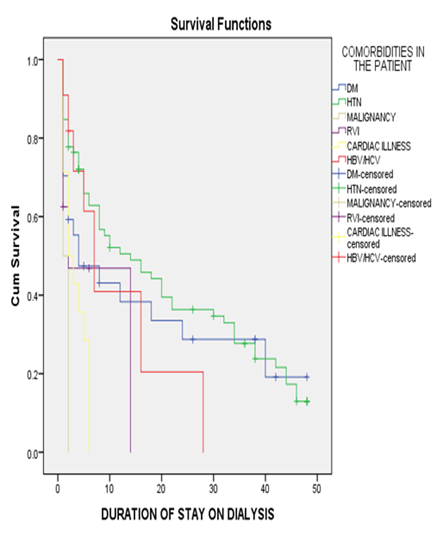 Survival Functions
COMORBIDITIES IN
THE PATIENT
DM
HTN
MALIGNANCY
RVI
CARDIAC ILLNESS
HBV/HCV
DM-censored
HTN-censored
MALIGNANCY-censored
RVI-censored
CARDIAC ILLNESS-
censored
HBV/HCV-censored
Cum Survival
1.0
0.8
0.6
0.4
0.2
0.0
0
10
20
30
40
50
DURATION OF STAY ON DIALYSIS